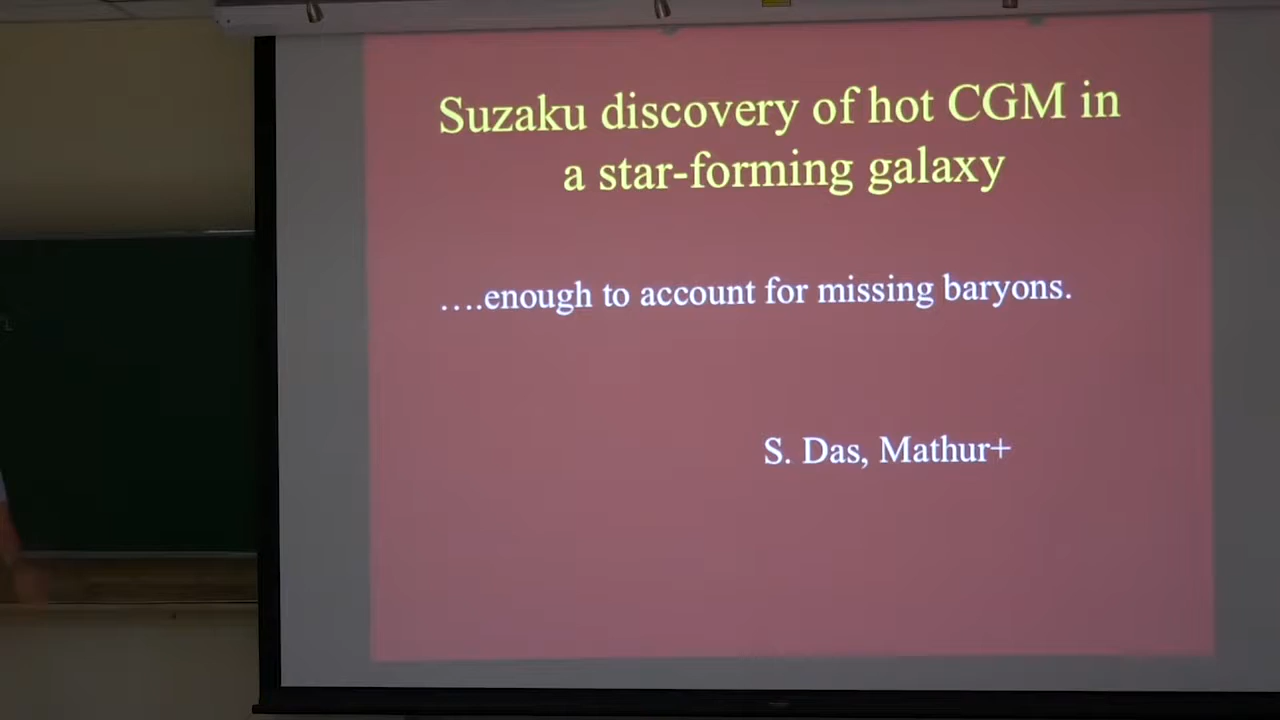 Suzaku discovery of hot CGM in
a star-forming galaxy
....enough to account for missing baryons.
S. Das, Mathur+